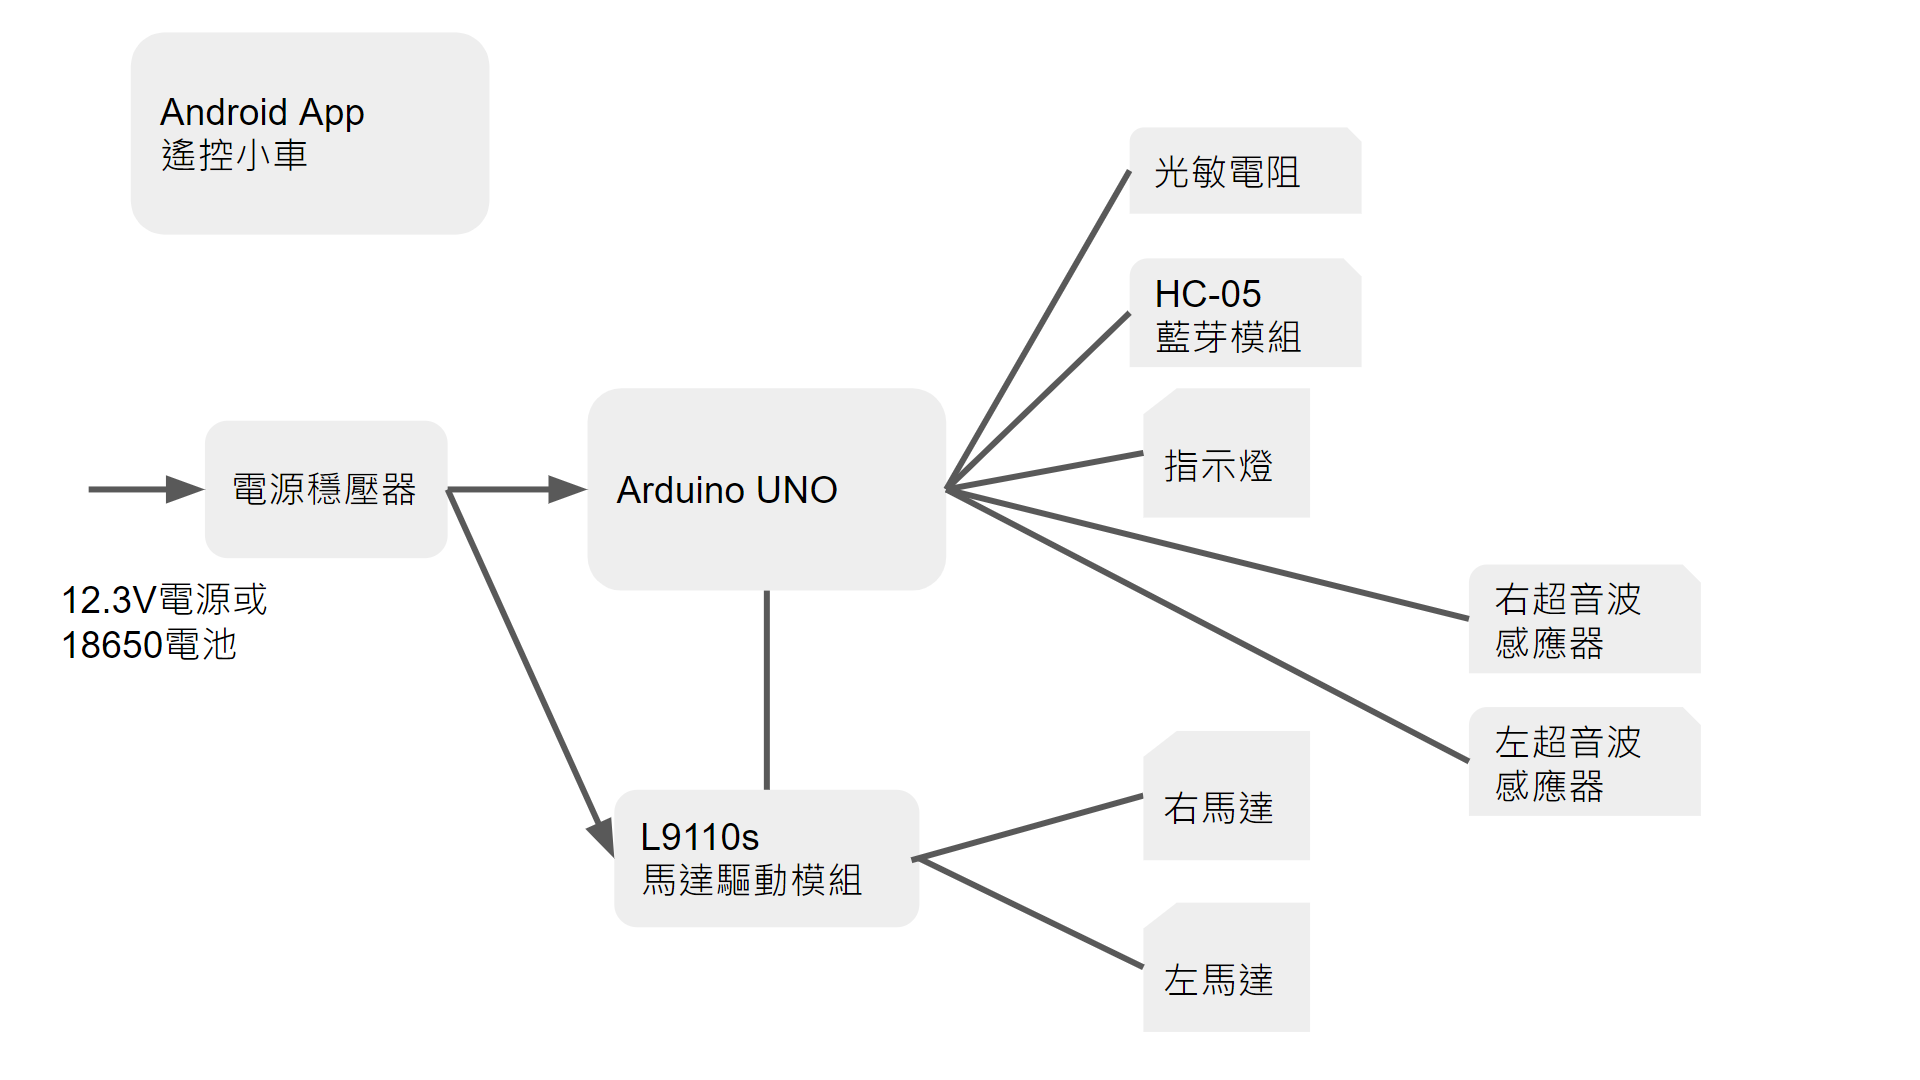 Android App
遙控小車
光敏電阻
HC-05
藍芽模組
指示燈
電源穩壓器
Arduino UNO
12.3V電源或
18650電池
右超音波
感應器
左超音波
感應器
L9110s
馬達驅動模組
右馬達
左馬達